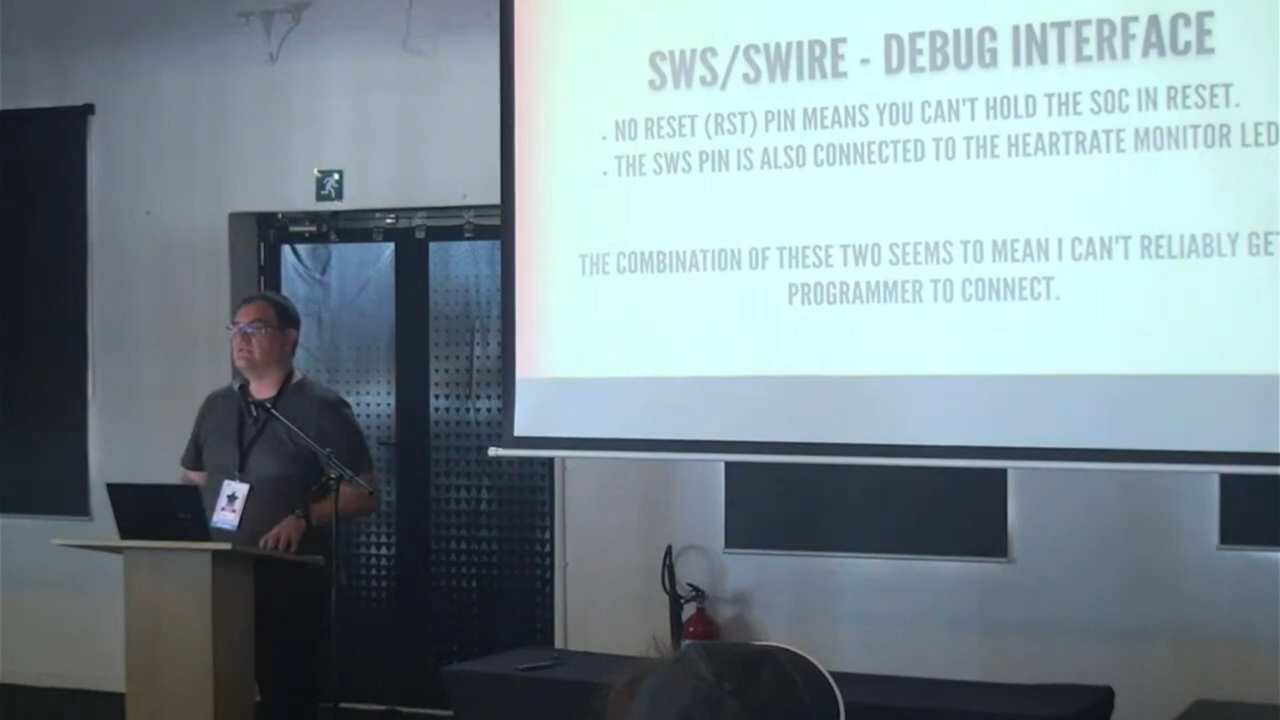 SWS/SWIRE - DEBUG INTERFACE
. NO RESET (RST) PIN MEANS YOU CAN'T HOLD THE SOC IN RESET.
. THE SWS PIN IS ALSO CONNECTED TO THE HEARTRATE MONITOR LED
THE COMBINATION OF THESE TWO SEEMS TO MEAN I CAN'T RELIABLY GE
PROGRAMMER TO CONNECT.